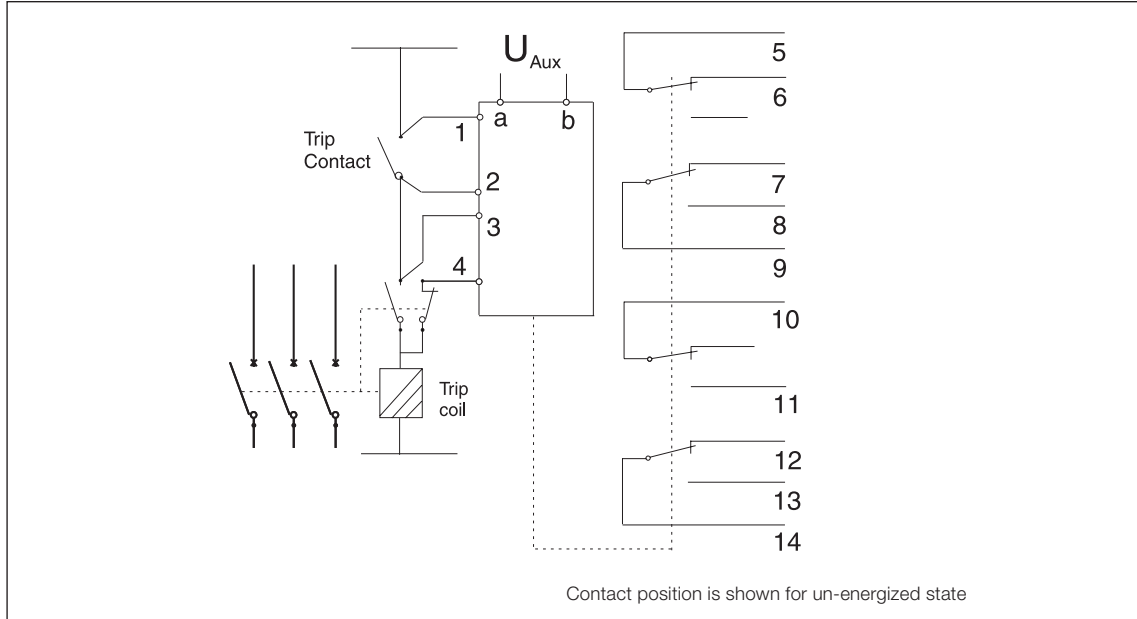 U Aux
a
b
1
2
3
4
Trip
Contact
Trip
coil
5
6
7
8
9
10
11
12
13
14
Contact position is shown for un-energized state